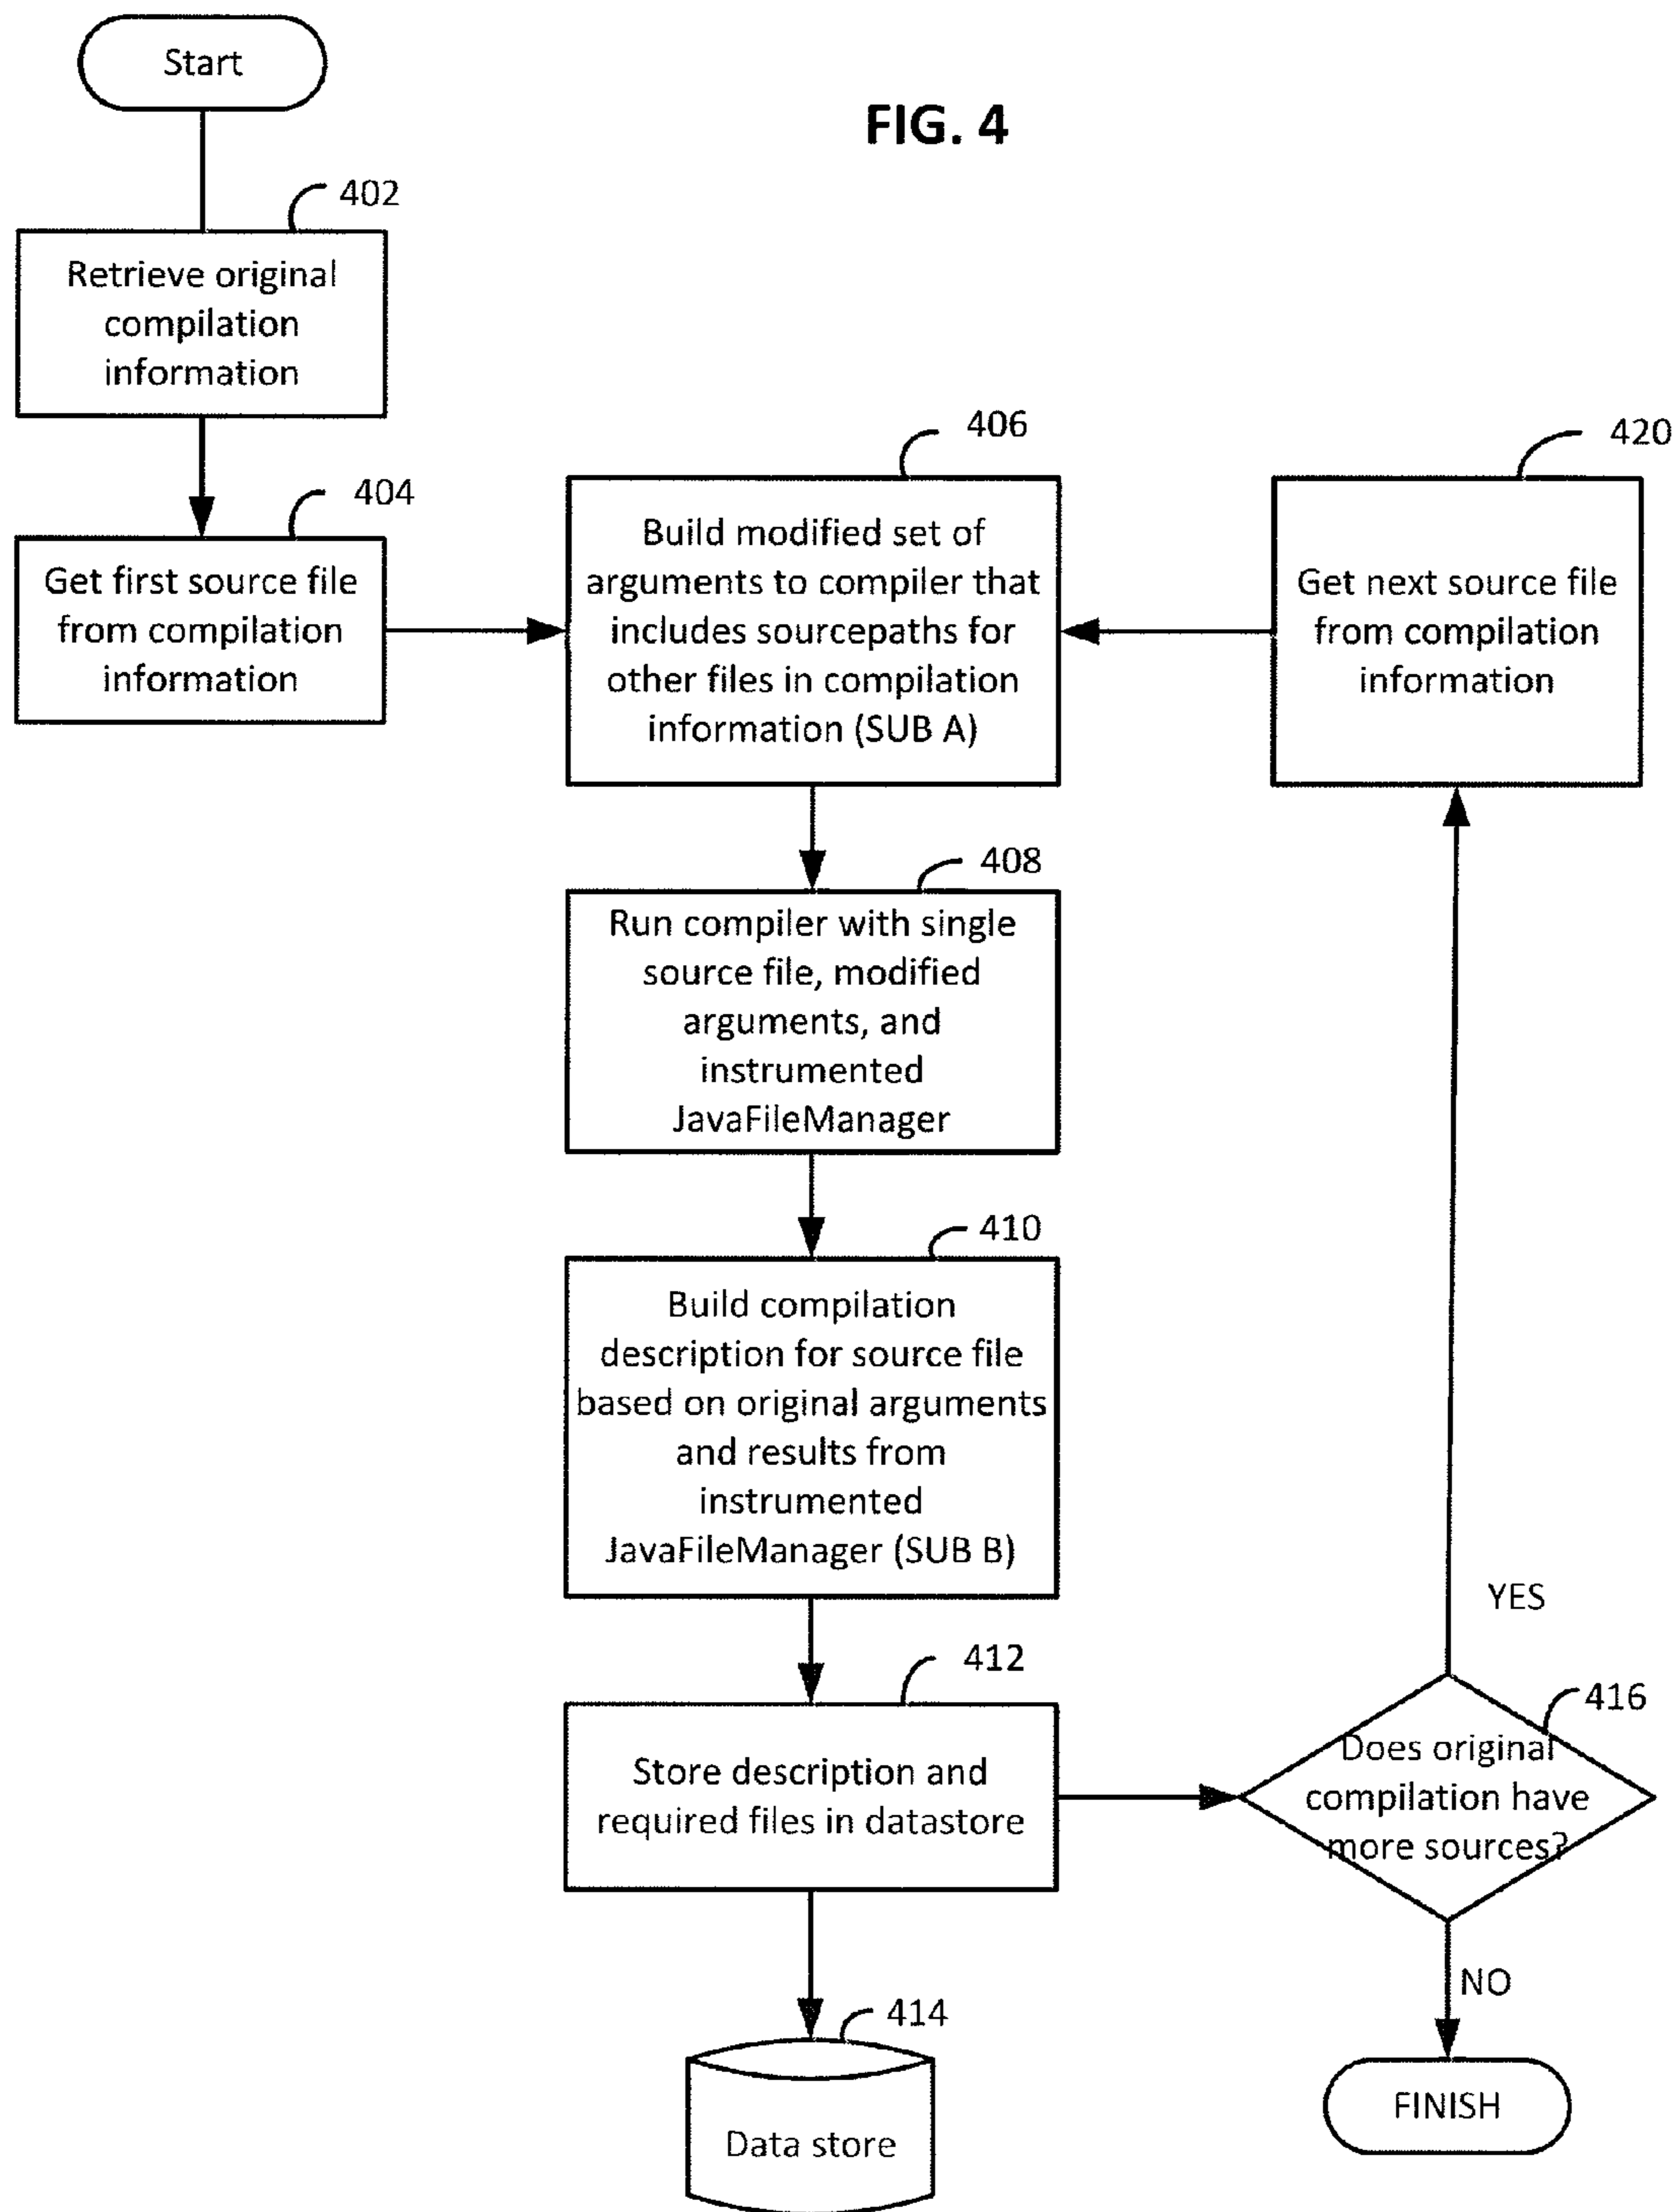 Start
FIG. 4
402
Retrieve original
compilation
information
404
Get first source file
from compilation
information
406
Build modified set of
arguments to compiler that
includes sourcepaths for
other files in compilation
information (SUB A)
420
Get next source file
from compilation
information
408
Run compiler with single
source file, modified
arguments, and
instrumented
JavaFileManager
410
Build compilation
description for source file
based on original arguments
and results from
instrumented
JavaFileManager (SUB B)
YES
412
Store description and
required files in datastore
416
Does original
compilation have
more sources?
NO
414
Data store
FINISH